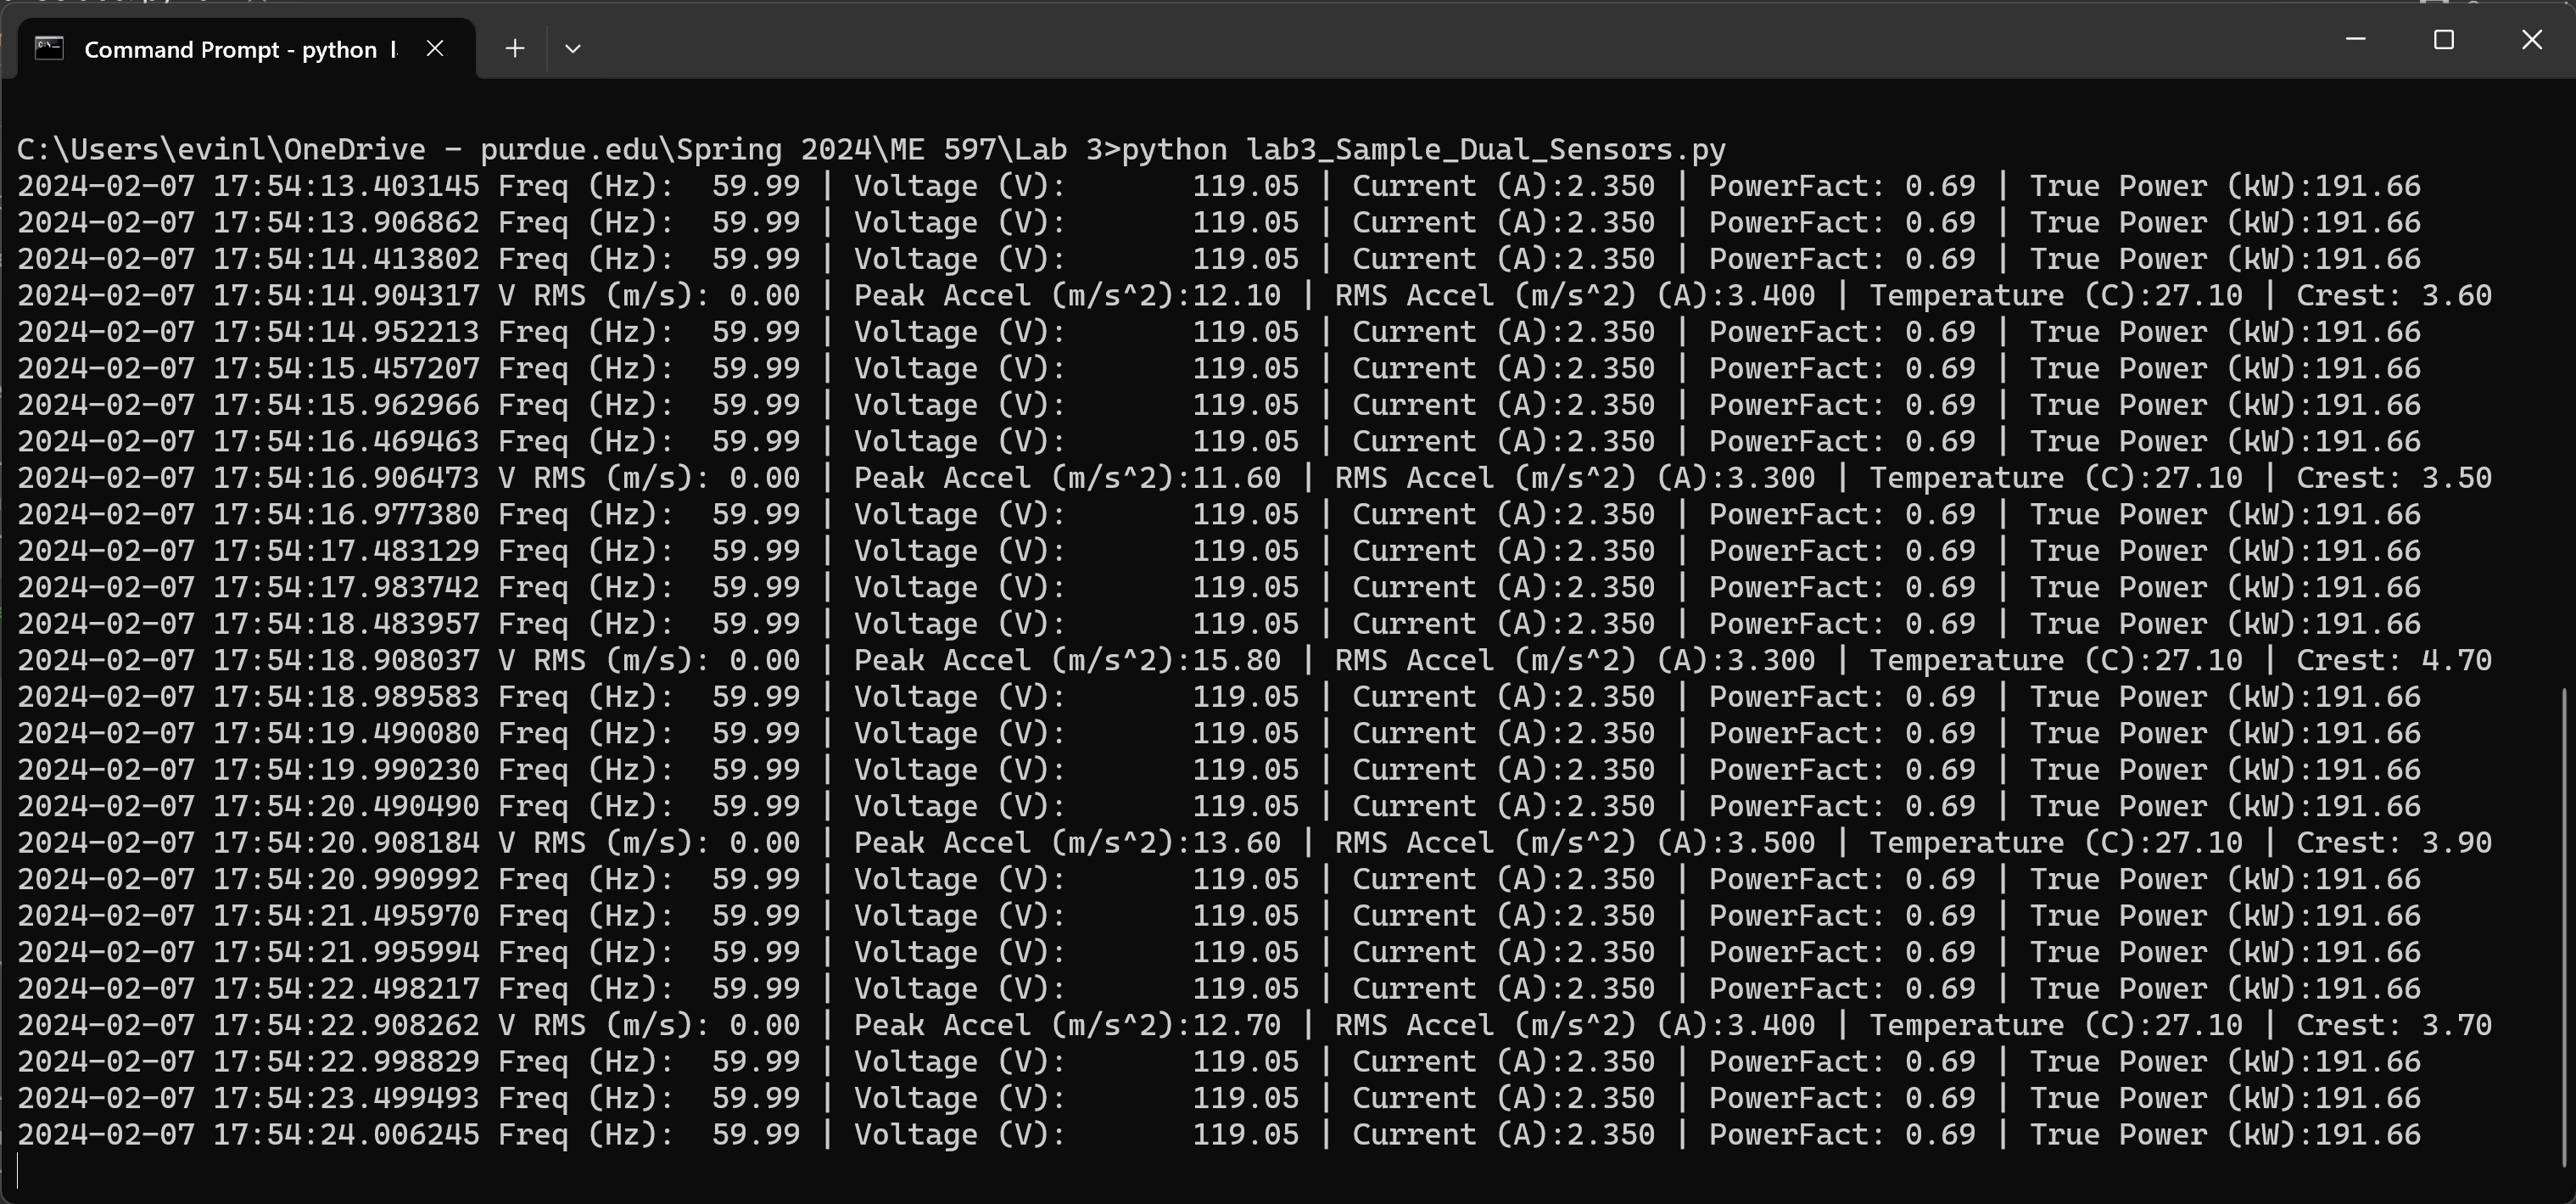 Command Prompt - python
C:\Users\evinl\OneDrive - purdue.edu\Spring 2024\ME 597\Lab 3>python lab3_Sample_Dual_Sensors.py
2024-02-07 17:54:13.403145 Freq (Hz):  59.99 | Voltage (V):       119.05 | Current (A):2.350 | PowerFact: 0.69 | True Power (kW):191.66
2024-02-07 17:54:13.906862 Freq (Hz):  59.99 | Voltage (V):       119.05 | Current (A):2.350 | PowerFact: 0.69 | True Power (kW):191.66
2024-02-07 17:54:14.413802 Freq (Hz):  59.99 | Voltage (V):       119.05 | Current (A):2.350 | PowerFact: 0.69 | True Power (kW):191.66
2024-02-07 17:54:14.904317 V RMS (m/s): 0.00 | Peak Accel (m/s^2):12.10 | RMS Accel (m/s^2) (A):3.400 | Temperature (C):27.10 | Crest: 3.60
2024-02-07 17:54:14.952213 Freq (Hz):  59.99 | Voltage (V):       119.05 | Current (A):2.350 | PowerFact: 0.69 | True Power (kW):191.66
2024-02-07 17:54:15.457207 Freq (Hz):  59.99 | Voltage (V):       119.05 | Current (A):2.350 | PowerFact: 0.69 | True Power (kW):191.66
2024-02-07 17:54:15.962966 Freq (Hz):  59.99 | Voltage (V):       119.05 | Current (A):2.350 | PowerFact: 0.69 | True Power (kW):191.66
2024-02-07 17:54:16.469463 Freq (Hz):  59.99 | Voltage (V):       119.05 | Current (A):2.350 | PowerFact: 0.69 | True Power (kW):191.66
2024-02-07 17:54:16.906473 V RMS (m/s): 0.00 | Peak Accel (m/s^2):11.60 | RMS Accel (m/s^2) (A):3.300 | Temperature (C):27.10 | Crest: 3.50
2024-02-07 17:54:16.977380 Freq (Hz):  59.99 | Voltage (V):       119.05 | Current (A):2.350 | PowerFact: 0.69 | True Power (kW):191.66
2024-02-07 17:54:17.483129 Freq (Hz):  59.99 | Voltage (V):       119.05 | Current (A):2.350 | PowerFact: 0.69 | True Power (kW):191.66
2024-02-07 17:54:17.983742 Freq (Hz):  59.99 | Voltage (V):       119.05 | Current (A):2.350 | PowerFact: 0.69 | True Power (kW):191.66
2024-02-07 17:54:18.483957 Freq (Hz):  59.99 | Voltage (V):       119.05 | Current (A):2.350 | PowerFact: 0.69 | True Power (kW):191.66
2024-02-07 17:54:18.908037 V RMS (m/s): 0.00 | Peak Accel (m/s^2):15.80 | RMS Accel (m/s^2) (A):3.300 | Temperature (C):27.10 | Crest: 4.70
2024-02-07 17:54:18.989583 Freq (Hz):  59.99 | Voltage (V):       119.05 | Current (A):2.350 | PowerFact: 0.69 | True Power (kW):191.66
2024-02-07 17:54:19.490080 Freq (Hz):  59.99 | Voltage (V):       119.05 | Current (A):2.350 | PowerFact: 0.69 | True Power (kW):191.66
2024-02-07 17:54:19.990230 Freq (Hz):  59.99 | Voltage (V):       119.05 | Current (A):2.350 | PowerFact: 0.69 | True Power (kW):191.66
2024-02-07 17:54:20.490490 Freq (Hz):  59.99 | Voltage (V):       119.05 | Current (A):2.350 | PowerFact: 0.69 | True Power (kW):191.66
2024-02-07 17:54:20.908184 V RMS (m/s): 0.00 | Peak Accel (m/s^2):13.60 | RMS Accel (m/s^2) (A):3.500 | Temperature (C):27.10 | Crest: 3.90
2024-02-07 17:54:20.990992 Freq (Hz):  59.99 | Voltage (V):       119.05 | Current (A):2.350 | PowerFact: 0.69 | True Power (kW):191.66
2024-02-07 17:54:21.495970 Freq (Hz):  59.99 | Voltage (V):       119.05 | Current (A):2.350 | PowerFact: 0.69 | True Power (kW):191.66
2024-02-07 17:54:21.995994 Freq (Hz):  59.99 | Voltage (V):       119.05 | Current (A):2.350 | PowerFact: 0.69 | True Power (kW):191.66
2024-02-07 17:54:22.498217 Freq (Hz):  59.99 | Voltage (V):       119.05 | Current (A):2.350 | PowerFact: 0.69 | True Power (kW):191.66
2024-02-07 17:54:22.908262 V RMS (m/s): 0.00 | Peak Accel (m/s^2):12.70 | RMS Accel (m/s^2) (A):3.400 | Temperature (C):27.10 | Crest: 3.70
2024-02-07 17:54:22.998829 Freq (Hz):  59.99 | Voltage (V):       119.05 | Current (A):2.350 | PowerFact: 0.69 | True Power (kW):191.66
2024-02-07 17:54:23.499493 Freq (Hz):  59.99 | Voltage (V):       119.05 | Current (A):2.350 | PowerFact: 0.69 | True Power (kW):191.66
2024-02-07 17:54:24.006245 Freq (Hz):  59.99 | Voltage (V):       119.05 | Current (A):2.350 | PowerFact: 0.69 | True Power (kW):191.66